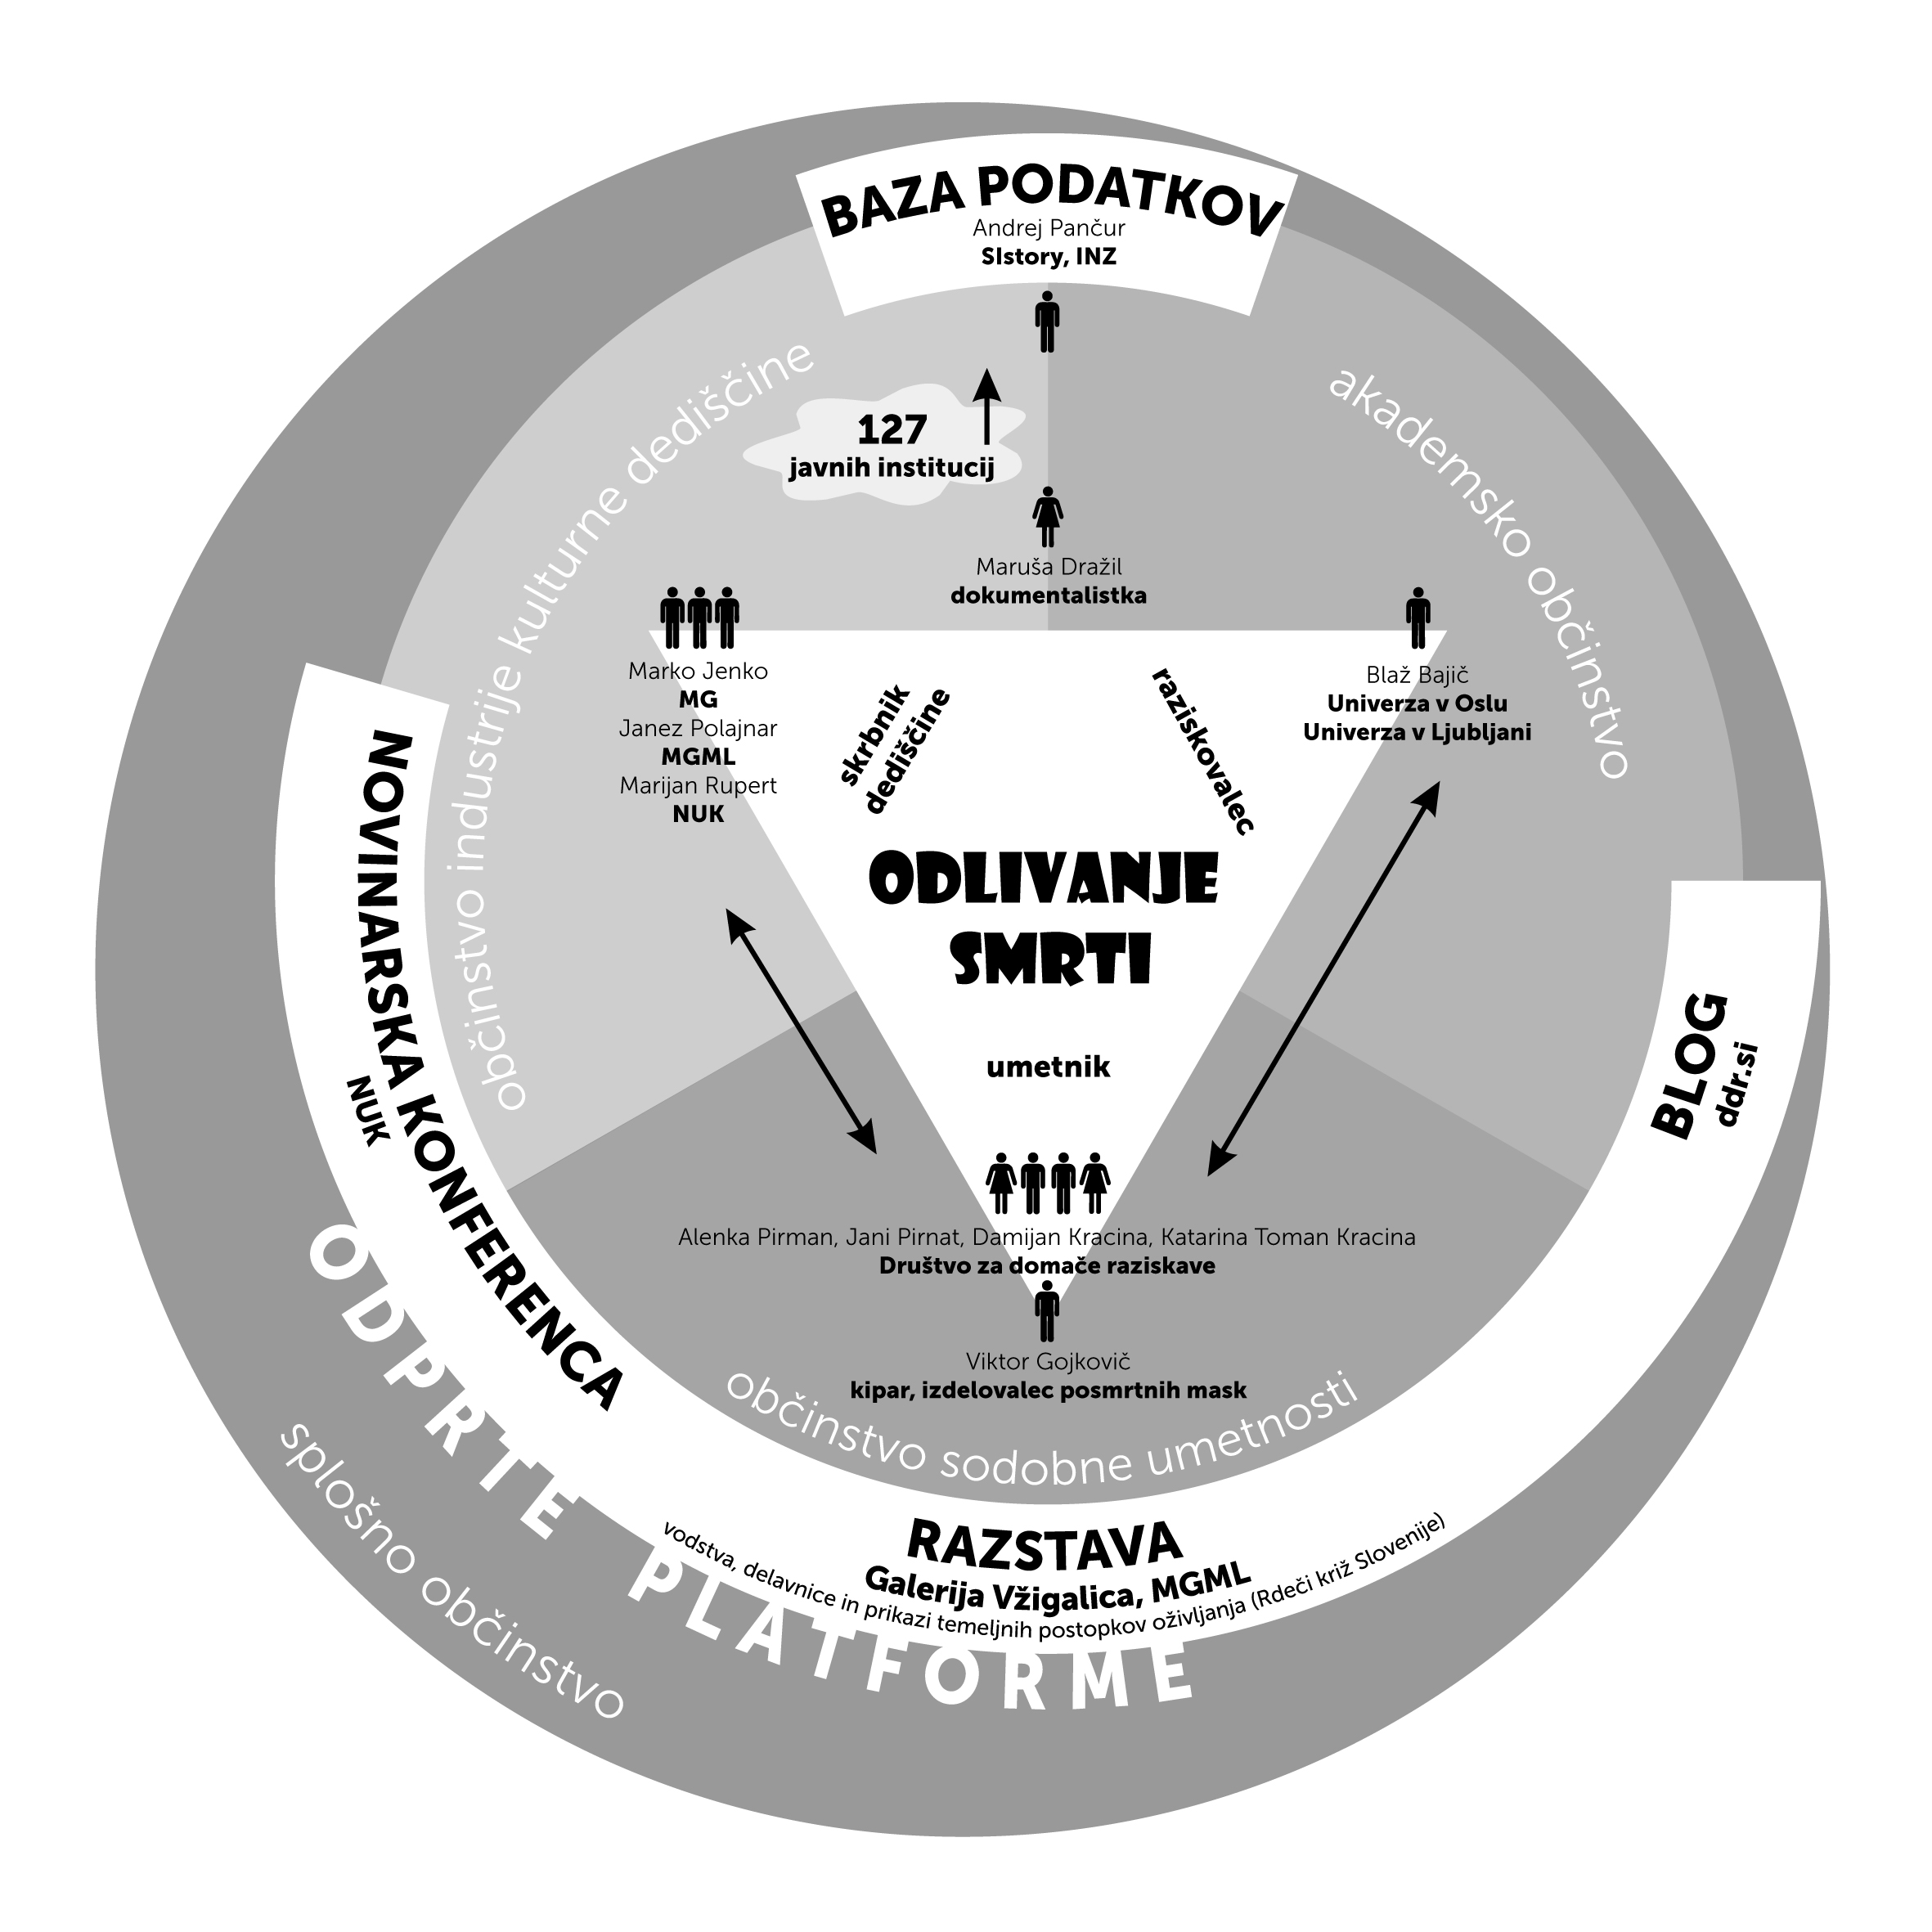 BAZA PODATKOV
Andrej Pančur
SIstory, INZ
občinstvo industrije kulturne dediščine
akademsko občinstvo
127
javnih institucij
Maruša Dražil
dokumentalistka
Marko Jenko
MG
Janez Polajnar
MGML
Marijan Rupert
NUK
skrbnik
dediščine
raziskovalec
Blaž Bajič
Univerza v Oslu
Univerza v Ljubljani
ODLIVANJE
SMRTI
umetnik
NOVINARSKA KONFERENCA
NUK
BLOG
ddr.si
Alenka Pirman, Jani Pirnat, Damijan Kracina, Katarina Toman Kracina
Društvo za domače raziskave
Viktor Gojkovič
kipar, izdelovalec posmrtnih mask
občinstvo sodobne umetnosti
RAZSTAVA
Galerija Vžigalica, MGML
vodstva, delavnice in prikazi temeljnih postopkov oživljanja (Rdeči križ Slovenije)
ODPRTE PLATFORME
splošno občinstvo